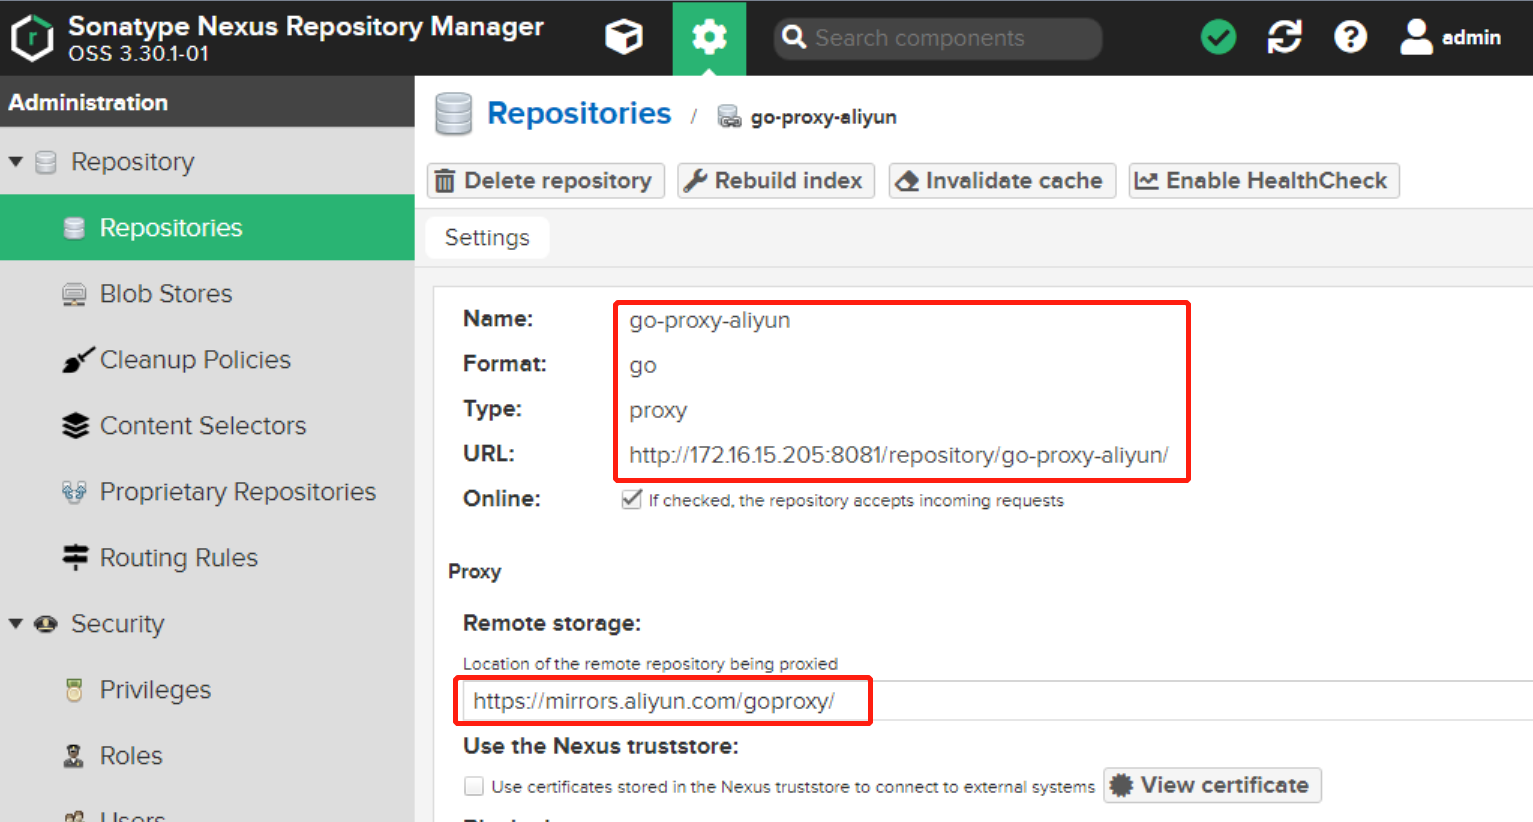 Sonatype Nexus Repository Manager
OSS 3.30.1-01
Search components
admin
Administration
Repository
Repositories
Blob Stores
Cleanup Policies
Content Selectors
Proprietary Repositories
Routing Rules
Security
Privileges
Roles
Users
Repositories / go-proxy-aliyun
Delete repository
Rebuild index
Invalidate cache
Enable HealthCheck
Settings
Name: go-proxy-aliyun
Format: go
Type: proxy
URL: http://172.16.15.205:8081/repository/go-proxy-aliyun/
Online: If checked, the repository accepts incoming requests
Proxy
Remote storage:
Location of the remote repository being proxied
https://mirrors.aliyun.com/goproxy/
Use the Nexus truststore:
Use certificates stored in the Nexus truststore to connect to external systems View certificate